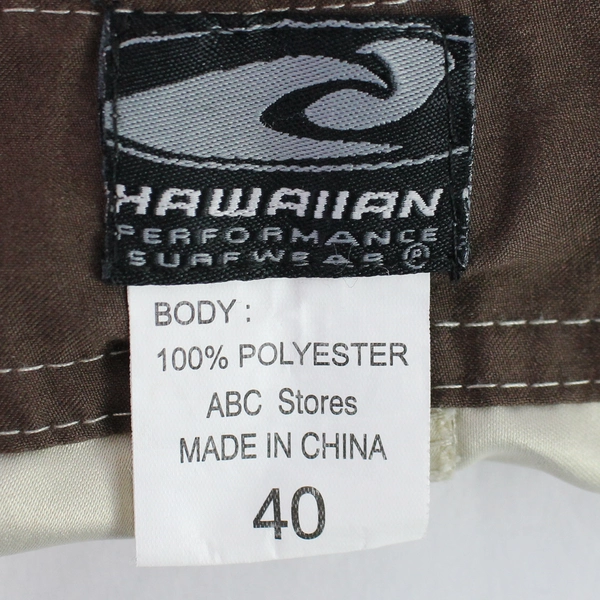 HAWAIIAN
PERFORMANCE
SURFWEAR ®
BODY :
100% POLYESTER
ABC Stores
MADE IN CHINA
40